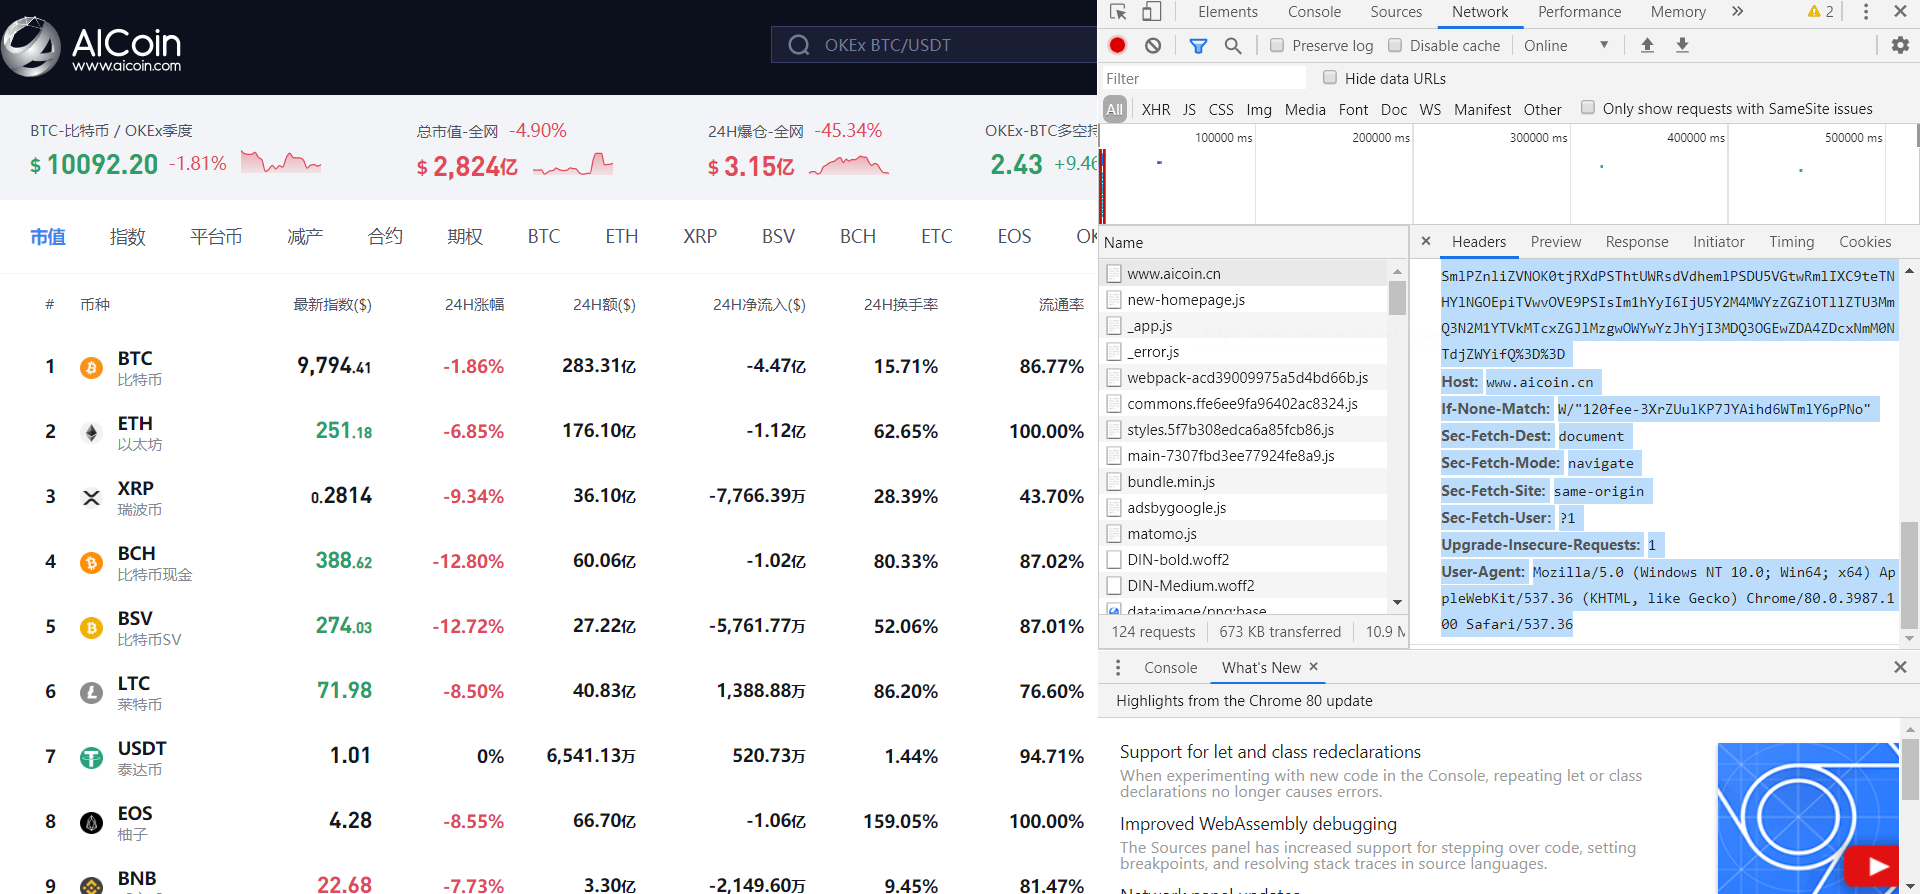 AICoin
www.aicoin.com
OKEx BTC/USDT
BTC-比特币 / OKEx季度
$ 10092.20 -1.81%
总市值-全网 -4.90%
$ 2,824亿
24H爆仓-全网 -45.34%
$ 3.15亿
OKEx-BTC多空持
2.43 +9.46
市值 指数 平台币 减产 合约 期权 BTC ETH XRP BSV BCH ETC EOS OK
# 币种 最新指数($) 24H涨幅 24H额($) 24H净流入($) 24H换手率 流通率
1 BTC 9,794.41 -1.86% 283.31亿 -4.47亿 15.71% 86.77%
比特币
2 ETH 251.18 -6.85% 176.10亿 -1.12亿 62.65% 100.00%
以太坊
3 XRP 0.2814 -9.34% 36.10亿 -7,766.39万 28.39% 43.70%
瑞波币
4 BCH 388.62 -12.80% 60.06亿 -1.02亿 80.33% 87.02%
比特币现金
5 BSV 274.03 -12.72% 27.22亿 -5,761.77万 52.06% 87.01%
比特币SV
6 LTC 71.98 -8.50% 40.83亿 1,388.88万 86.20% 76.60%
莱特币
7 USDT 1.01 0% 6,541.13万 520.73万 1.44% 94.71%
泰达币
8 EOS 4.28 -8.55% 66.70亿 -1.06亿 159.05% 100.00%
柚子
9 BNB 22.68 -7.73% 3.30亿 -2,149.60万 9.45% 81.47%
Elements Console Sources Network Performance Memory » 2
Preserve log Disable cache Online
Filter Hide data URLs
All XHR JS CSS Img Media Font Doc WS Manifest Other Only show requests with SameSite issues
100000 ms 200000 ms 300000 ms 400000 ms 500000 ms
Name
www.aicoin.cn
new-homepage.js
_app.js
_error.js
webpack-acd39009975a5d4bd66b.js
commons.ffe6ee9fa96402ac8324.js
styles.5f7b308edca6a85fcb86.js
main-7307fbd3ee77924fe8a9.js
bundle.min.js
adsbygoogle.js
matomo.js
DIN-bold.woff2
DIN-Medium.woff2
data:image/png;base
124 requests 673 KB transferred 10.9 M
Headers Preview Response Initiator Timing Cookies
SmlPZnliZVNOK0tjRXdPSThtUWRsdVdhemlPSDU5VGtwRmlIXC9teTN
HYlNGOEpiTVwvOVE9PSIsIm1hYyI6IjU5Y2M4MWYzZGZiOTllZTU3Mm
Q3N2M1YTVkMTcxZGJlMzgwOWYwYzJhYjI3MDQ3OGEwZDA4ZDcxNmM0N
TdjZWYifQ%3D%3D
Host: www.aicoin.cn
If-None-Match: W/"120fee-3XrZUulKP7JYAihd6WTmlY6pPNo"
Sec-Fetch-Dest: document
Sec-Fetch-Mode: navigate
Sec-Fetch-Site: same-origin
Sec-Fetch-User: ?1
Upgrade-Insecure-Requests: 1
User-Agent: Mozilla/5.0 (Windows NT 10.0; Win64; x64) Ap
pleWebKit/537.36 (KHTML, like Gecko) Chrome/80.0.3987.1
00 Safari/537.36
Console What's New
Highlights from the Chrome 80 update
Support for let and class redeclarations
When experimenting with new code in the Console, repeating let or class
declarations no longer causes errors.
Improved WebAssembly debugging
The Sources panel has increased support for stepping over code, setting
breakpoints, and resolving stack traces in source languages.
Network panel updates